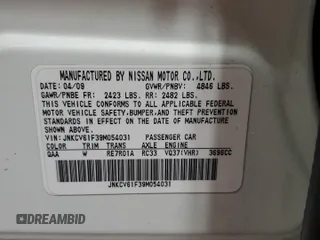 MANUFACTURED BY NISSAN MOTOR CO.,LTD.
DATE: 04/09 GVWR/PNBV: 4846 LBS.
GAWR/PNBE FR: 2423 LBS. RR: 2482 LBS.
THIS VEHICLE CONFORMS TO ALL APPLICABLE FEDERAL MOTOR VEHICLE SAFETY,BUMPER,AND THEFT PREVENTION STANDARDS IN EFFECT ON THE DATE OF MANUFACTURE SHOWN ABOVE.
VIN: JNKCV61F39M054031 PASSENGER CAR
COLOR TRIM TRANS AXLE ENGINE
QAA W RE7R01A RC33 VQ37(VHR) 3696CC
JNKCV61F39M054031
DREAMBID